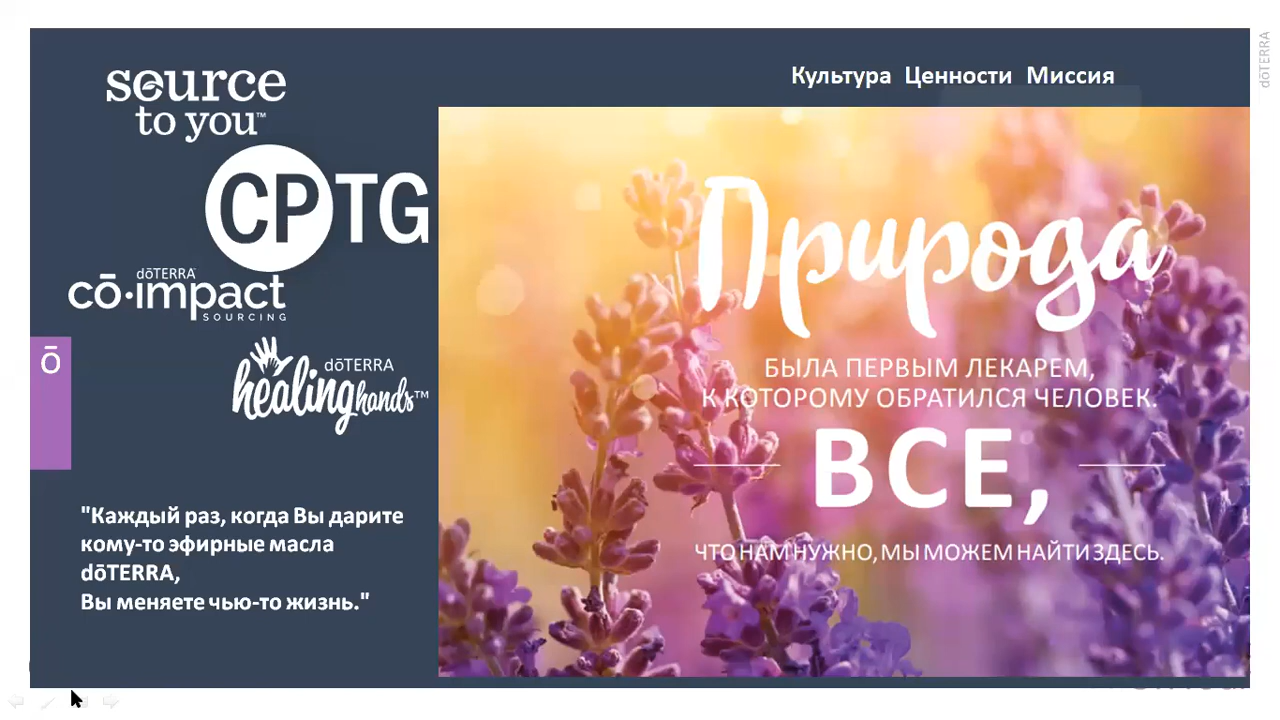 source
to you™
Культура Ценности Миссия
dōTERRA
CPTG
dōTERRA
cō·impact
SOURCING
ō
dōTERRA
healing hands™
"Каждый раз, когда Вы дарите
кому-то эфирные масла
dōTERRA,
Вы меняете чью-то жизнь."
Природа
БЫЛА ПЕРВЫМ ЛЕКАРЕМ,
К КОТОРОМУ ОБРАТИЛСЯ ЧЕЛОВЕК.
ВСЕ,
ЧТО НАМ НУЖНО, МЫ МОЖЕМ НАЙТИ ЗДЕСЬ.